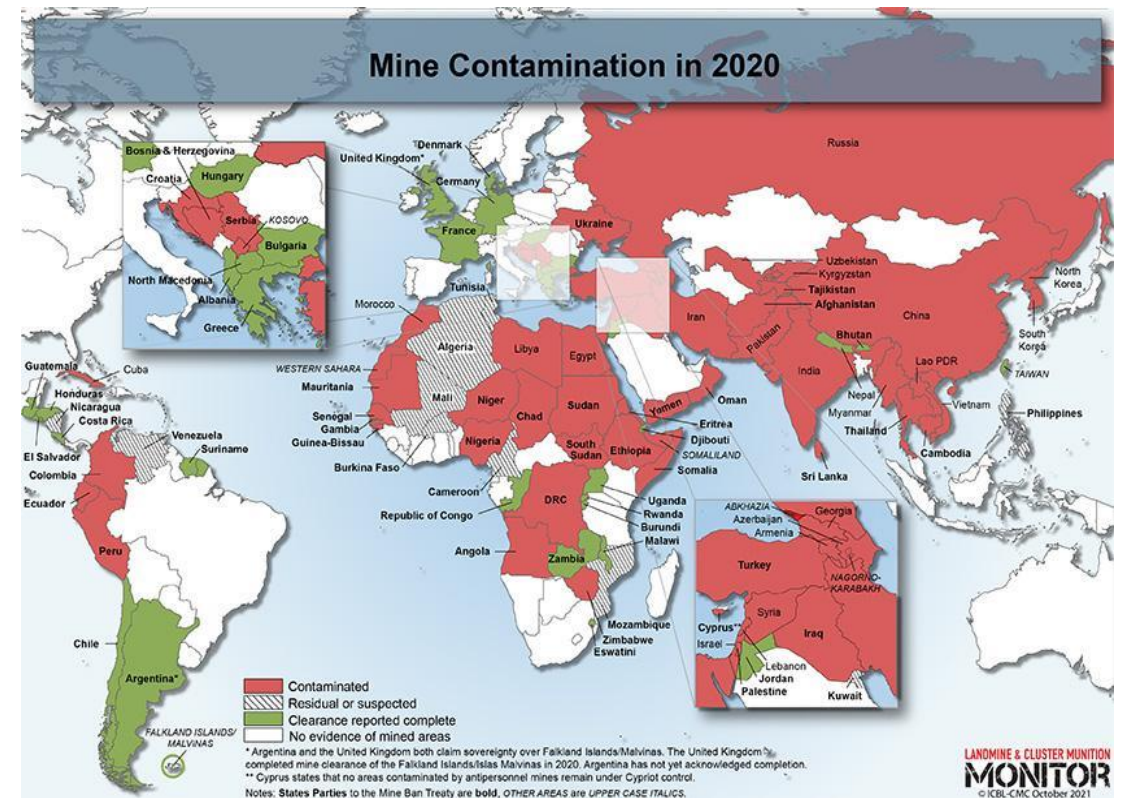 Mine Contamination in 2020
Bosnia & Herzegovina
Croatia
Hungary
Serbia
KOSOVO
Bulgaria
North Macedonia
Albania
Greece
Denmark
United Kingdom*
Germany
France
Ukraine
Russia
Tunisia
Morocco
Algeria
Libya
Egypt
WESTERN SAHARA
Mauritania
Mali
Niger
Chad
Sudan
Senegal
Gambia
Guinea-Bissau
Nigeria
South
Sudan
Ethiopia
Burkina Faso
Cameroon
Republic of Congo
DRC
Angola
Zambia
Eritrea
Djibouti
SOMALILAND
Somalia
Uganda
Rwanda
Burundi
Malawi
Mozambique
Zimbabwe
Eswatini
Yemen
Oman
Iran
Uzbekistan
Kyrgyzstan
Tajikistan
Afghanistan
Pakistan
India
Bhutan
China
Nepal
Myanmar
Thailand
Lao PDR
Vietnam
Cambodia
Sri Lanka
North
Korea
South
Korea
TAIWAN
Philippines
Guatemala
Cuba
Honduras
Nicaragua
Costa Rica
El Salvador
Venezuela
Suriname
Colombia
Ecuador
Peru
Chile
Argentina*
FALKLAND ISLANDS/
MALVINAS
ABKHAZIA
Georgia
Azerbaijan
Armenia
Turkey
NAGORNO-
KARABAKH
Syria
Cyprus**
Iraq
Israel
Lebanon
Jordan
Palestine
Kuwait
Contaminated
Residual or suspected
Clearance reported complete
No evidence of mined areas
* Argentina and the United Kingdom both claim sovereignty over Falkland Islands/Malvinas. The United Kingdom
completed mine clearance of the Falkland Islands/Islas Malvinas in 2020. Argentina has not yet acknowledged completion.
** Cyprus states that no areas contaminated by antipersonnel mines remain under Cypriot control.
Notes: States Parties to the Mine Ban Treaty are bold, OTHER AREAS are UPPER CASE ITALICS.
LANDMINE & CLUSTER MUNITION
MONITOR
© ICBL-CMC October 2021